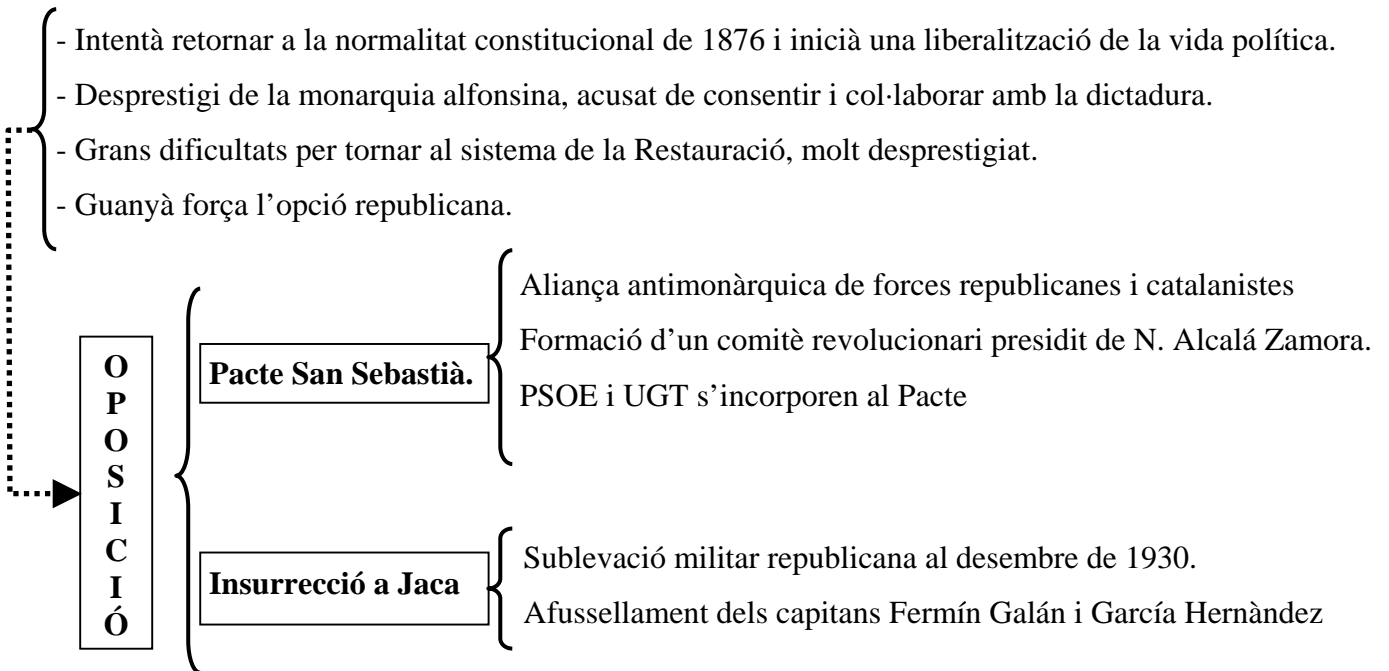 - Intentà retornar a la normalitat constitucional de 1876 i inicià una liberalització de la vida política.
- Desprestigi de la monarquia alfonsina, acusat de consentir i col·laborar amb la dictadura.
- Grans dificultats per tornar al sistema de la Restauració, molt desprestigiat.
- Guanyà força l’opció republicana.
O
P
O
S
I
C
I
Ó
Pacte San Sebastià.
Aliança antimonàrquica de forces republicanes i catalanistes
Formació d’un comitè revolucionari presidit de N. Alcalá Zamora.
PSOE i UGT s’incorporen al Pacte
Insurrecció a Jaca
Sublevació militar republicana al desembre de 1930.
Afussellament dels capitans Fermín Galán i García Hernàndez